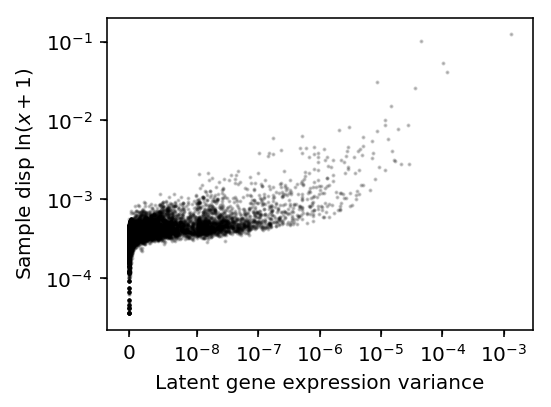 10⁻¹
10⁻²
10⁻³
10⁻⁴
Sample disp ln(x + 1)
0 10⁻⁸ 10⁻⁷ 10⁻⁶ 10⁻⁵ 10⁻⁴ 10⁻³
Latent gene expression variance